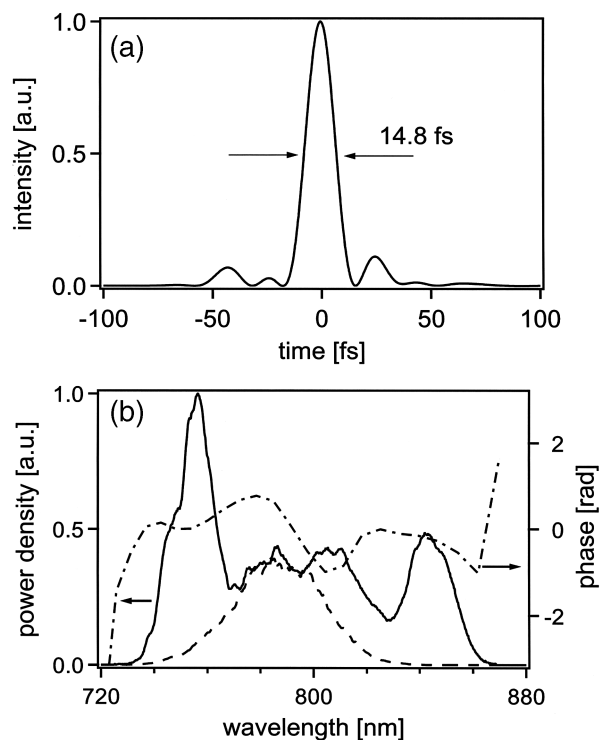 (a)
intensity [a.u.]
1.0
0.5
0.0
14.8 fs
-100 -50 0 50 100
time [fs]
(b)
power density [a.u.]
1.0
0.5
0.0
2
0
-2
phase [rad]
720 800 880
wavelength [nm]